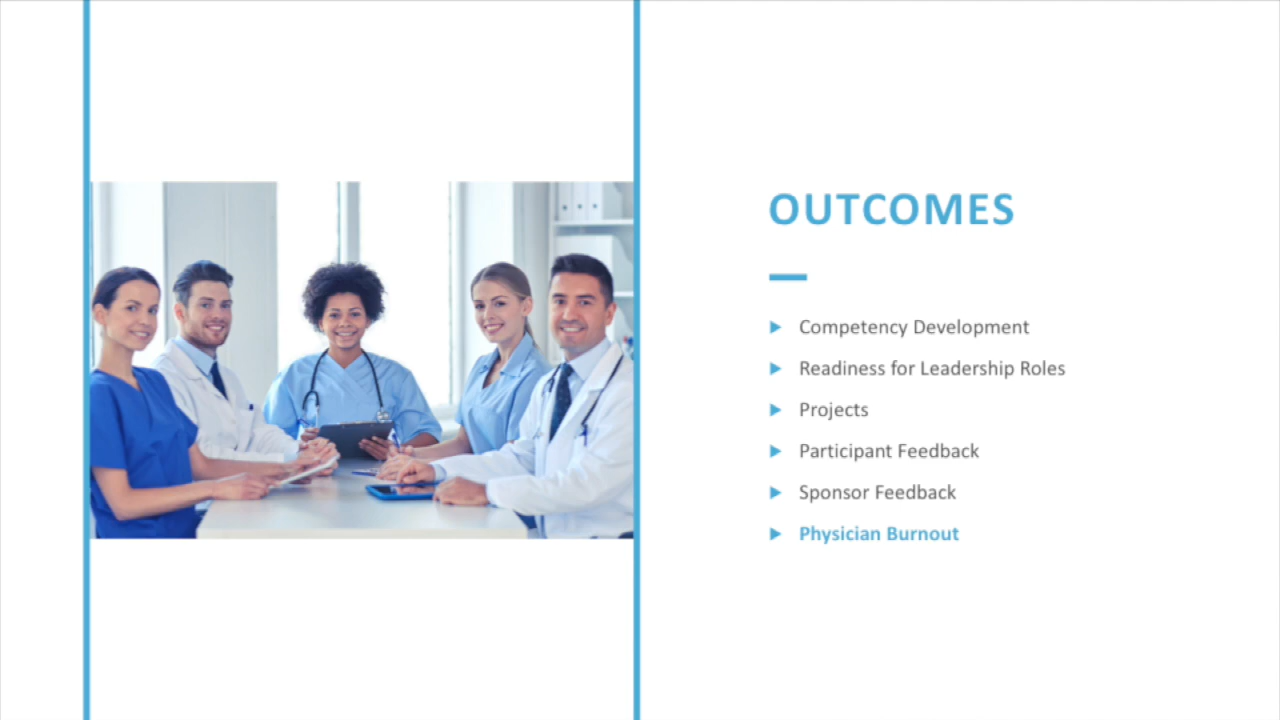 OUTCOMES
Competency Development
Readiness for Leadership Roles
Projects
Participant Feedback
Sponsor Feedback
Physician Burnout